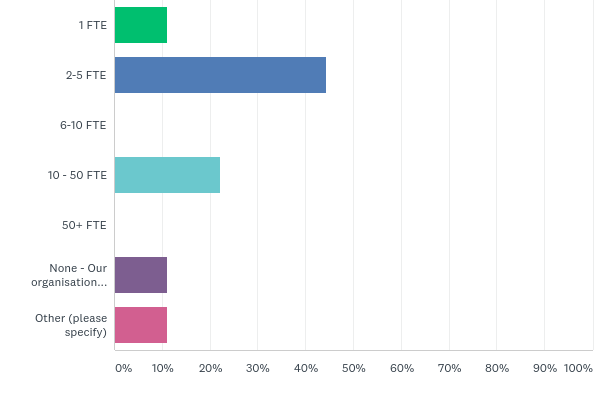 1 FTE
2-5 FTE
6-10 FTE
10 - 50 FTE
50+ FTE
None - Our
organisation...
Other (please
specify)
0% 10% 20% 30% 40% 50% 60% 70% 80% 90% 100%